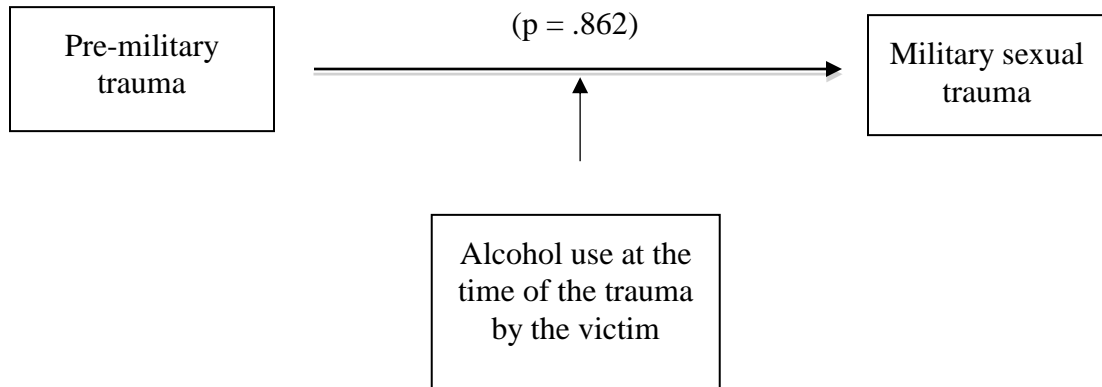 (p = .862)
Pre-military
trauma
Military sexual
trauma
Alcohol use at the
time of the trauma
by the victim